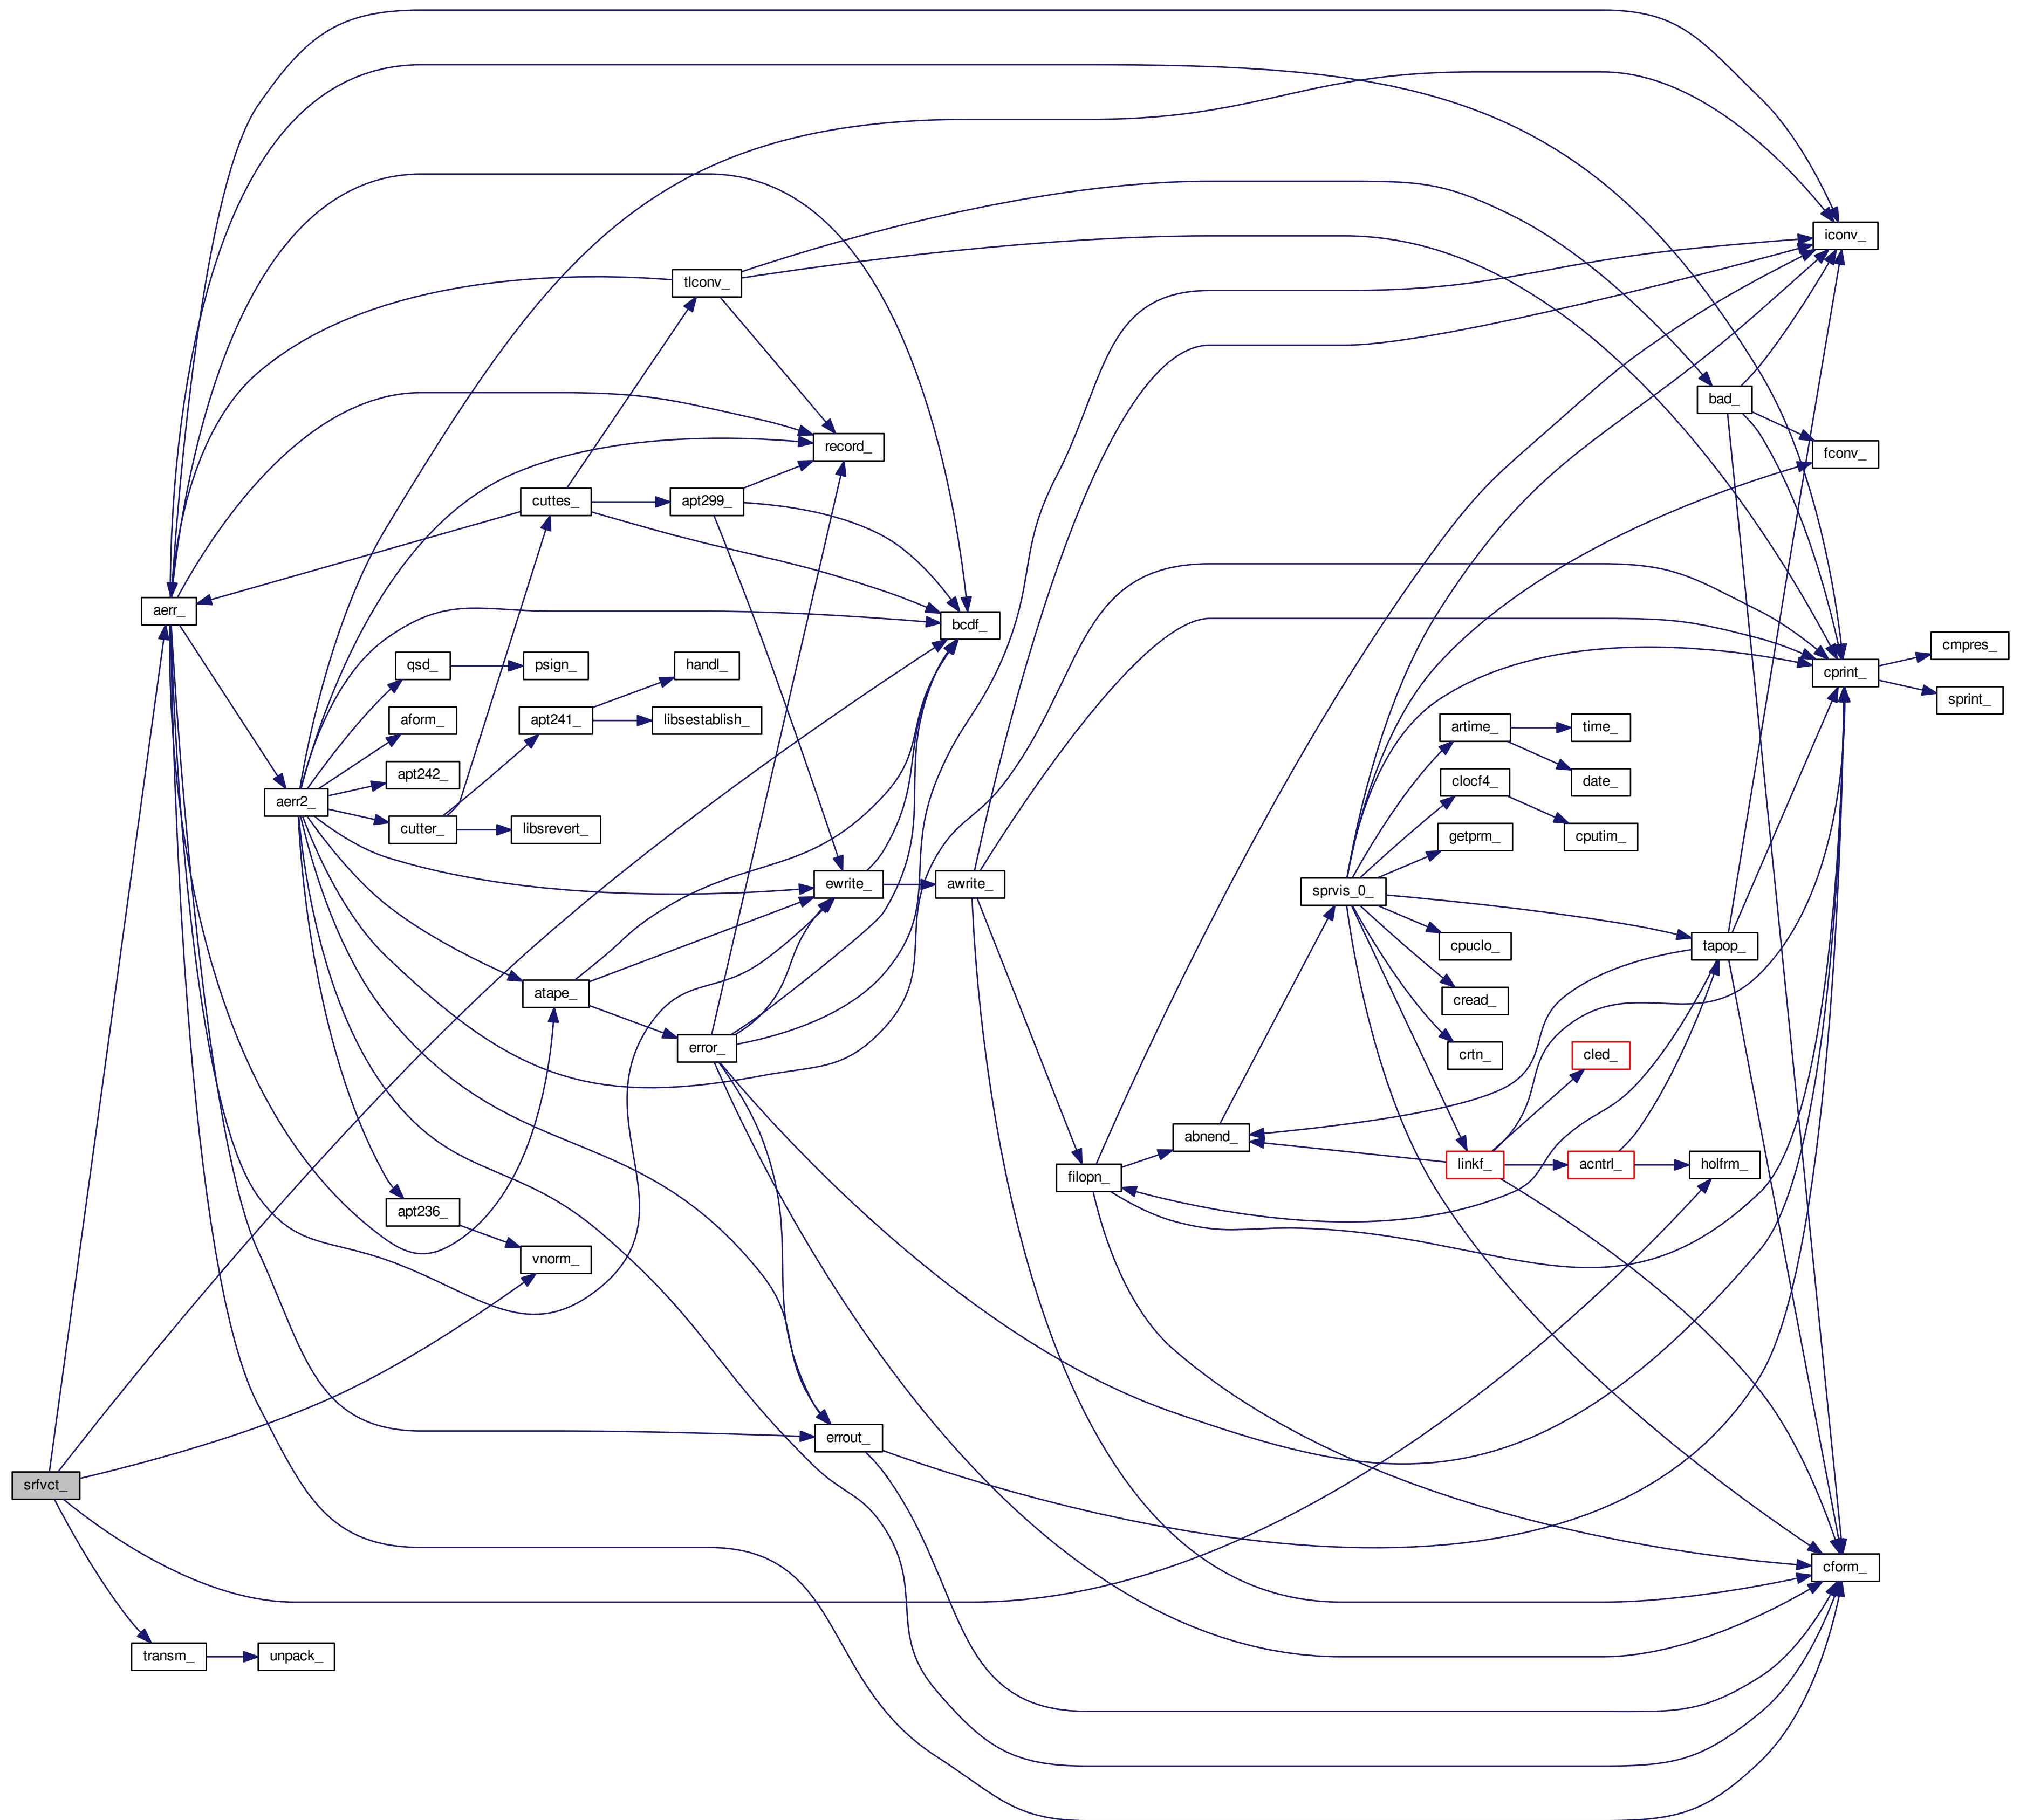 iconv_
tlconv_
bad_
record_
fconv_
cuttes_
apt299_
aerr_
bcdf_
cmpres_
qsd_
psign_
handl_
cprint_
sprint_
aform_
apt241_
libsestablish_
artime_
time_
apt242_
clocf4_
date_
aerr2_
cutter_
libsrevert_
getprm_
cputim_
ewrite_
awrite_
sprvis_0_
cpuclo_
tapop_
atape_
cread_
error_
crtn_
cled_
abnend_
linkf_
acntrl_
holfrm_
filopn_
apt236_
vnorm_
errout_
srfvct_
cform_
transm_
unpack_